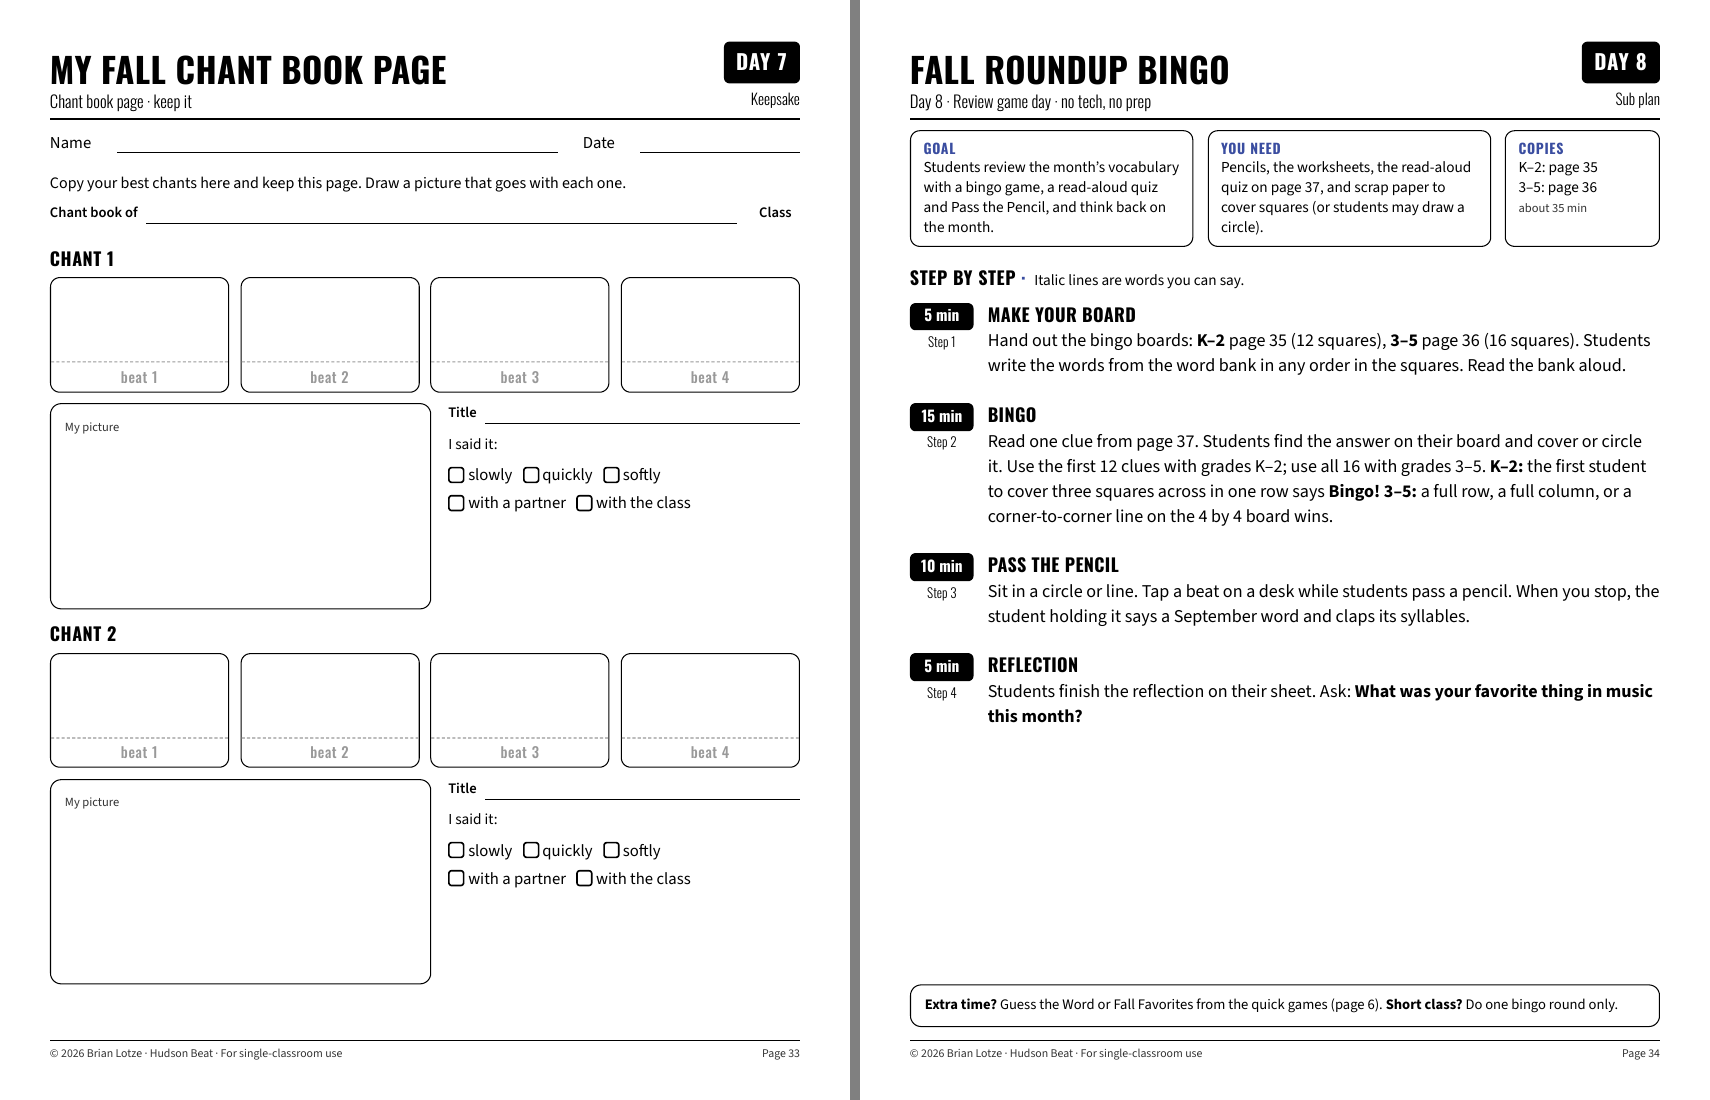 MY FALL CHANT BOOK PAGE
DAY 7
Chant book page · keep it
Keepsake
Name
Date
Copy your best chants here and keep this page. Draw a picture that goes with each one.
Chant book of
Class
CHANT 1
beat 1
beat 2
beat 3
beat 4
My picture
Title
I said it:
slowly quickly softly
with a partner with the class
CHANT 2
beat 1
beat 2
beat 3
beat 4
My picture
Title
I said it:
slowly quickly softly
with a partner with the class
© 2026 Brian Lotze · Hudson Beat · For single-classroom use
Page 33
FALL ROUNDUP BINGO
DAY 8
Day 8 · Review game day · no tech, no prep
Sub plan
GOAL
Students review the month’s vocabulary
with a bingo game, a read-aloud quiz
and Pass the Pencil, and think back on
the month.
YOU NEED
Pencils, the worksheets, the read-aloud
quiz on page 37, and scrap paper to
cover squares (or students may draw a
circle).
COPIES
K–2: page 35
3–5: page 36
about 35 min
STEP BY STEP · Italic lines are words you can say.
5 min
Step 1
MAKE YOUR BOARD
Hand out the bingo boards: K–2 page 35 (12 squares), 3–5 page 36 (16 squares). Students
write the words from the word bank in any order in the squares. Read the bank aloud.
15 min
Step 2
BINGO
Read one clue from page 37. Students find the answer on their board and cover or circle
it. Use the first 12 clues with grades K–2; use all 16 with grades 3–5. K–2: the first student
to cover three squares across in one row says Bingo! 3–5: a full row, a full column, or a
corner-to-corner line on the 4 by 4 board wins.
10 min
Step 3
PASS THE PENCIL
Sit in a circle or line. Tap a beat on a desk while students pass a pencil. When you stop, the
student holding it says a September word and claps its syllables.
5 min
Step 4
REFLECTION
Students finish the reflection on their sheet. Ask: What was your favorite thing in music
this month?
Extra time? Guess the Word or Fall Favorites from the quick games (page 6). Short class? Do one bingo round only.
© 2026 Brian Lotze · Hudson Beat · For single-classroom use
Page 34